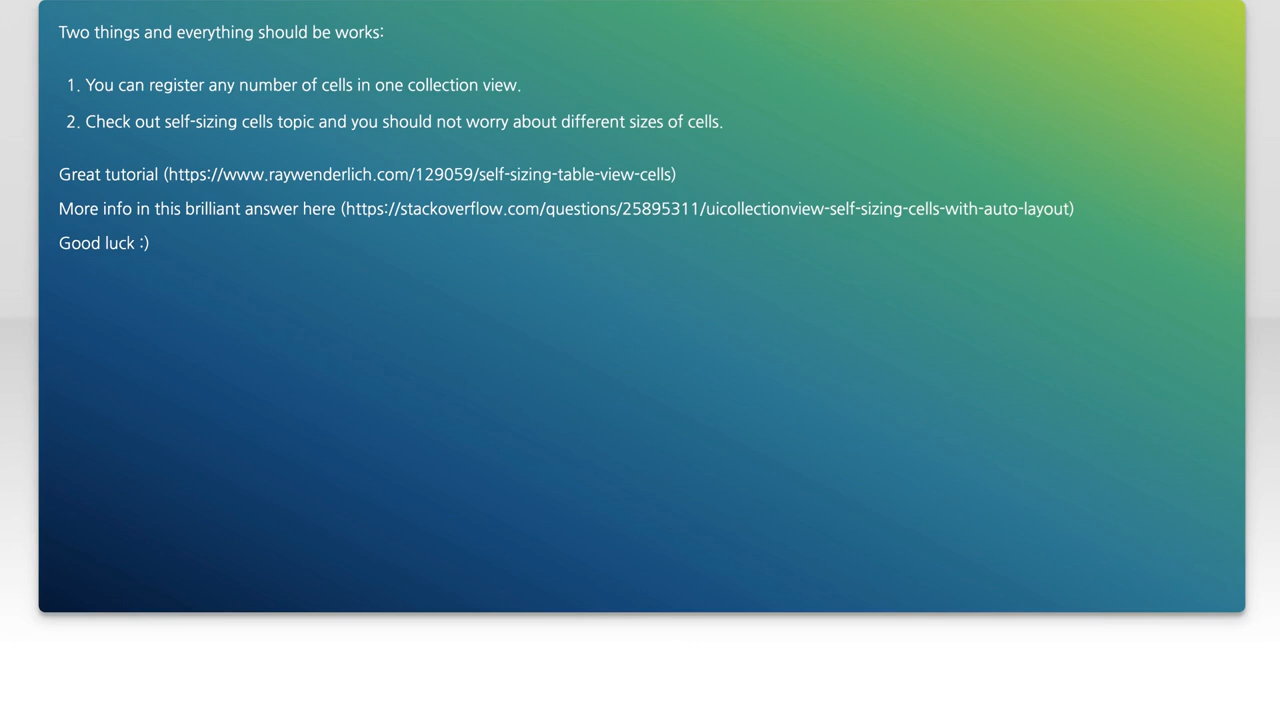 Two things and everything should be works:
1. You can register any number of cells in one collection view.
2. Check out self-sizing cells topic and you should not worry about different sizes of cells.
Great tutorial (https://www.raywenderlich.com/129059/self-sizing-table-view-cells)
More info in this brilliant answer here (https://stackoverflow.com/questions/25895311/uicollectionview-self-sizing-cells-with-auto-layout)
Good luck :)